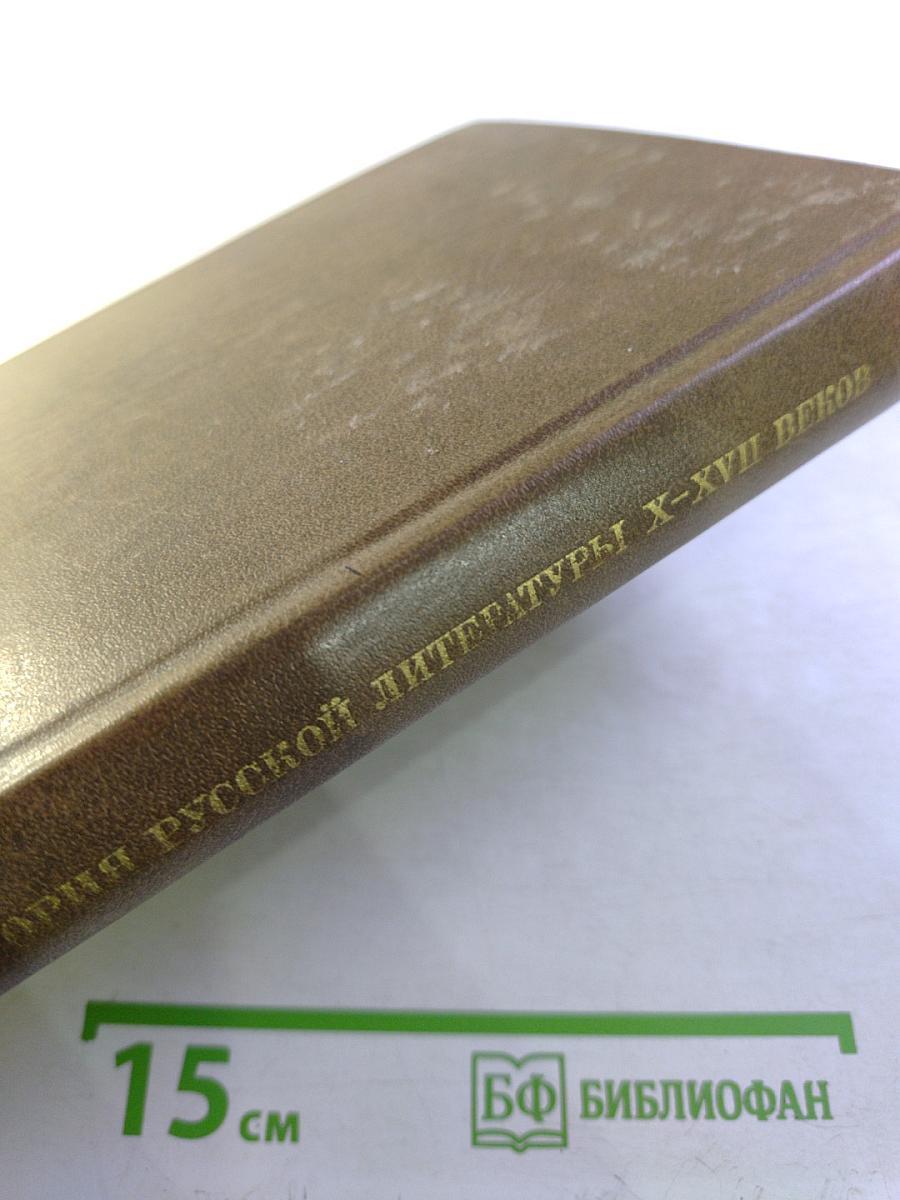 ОРИЯ РУССКОЙ ЛИТЕРАТУРЫ X–XVII ВЕКОВ
15 см
БФ БИБЛИОФАН